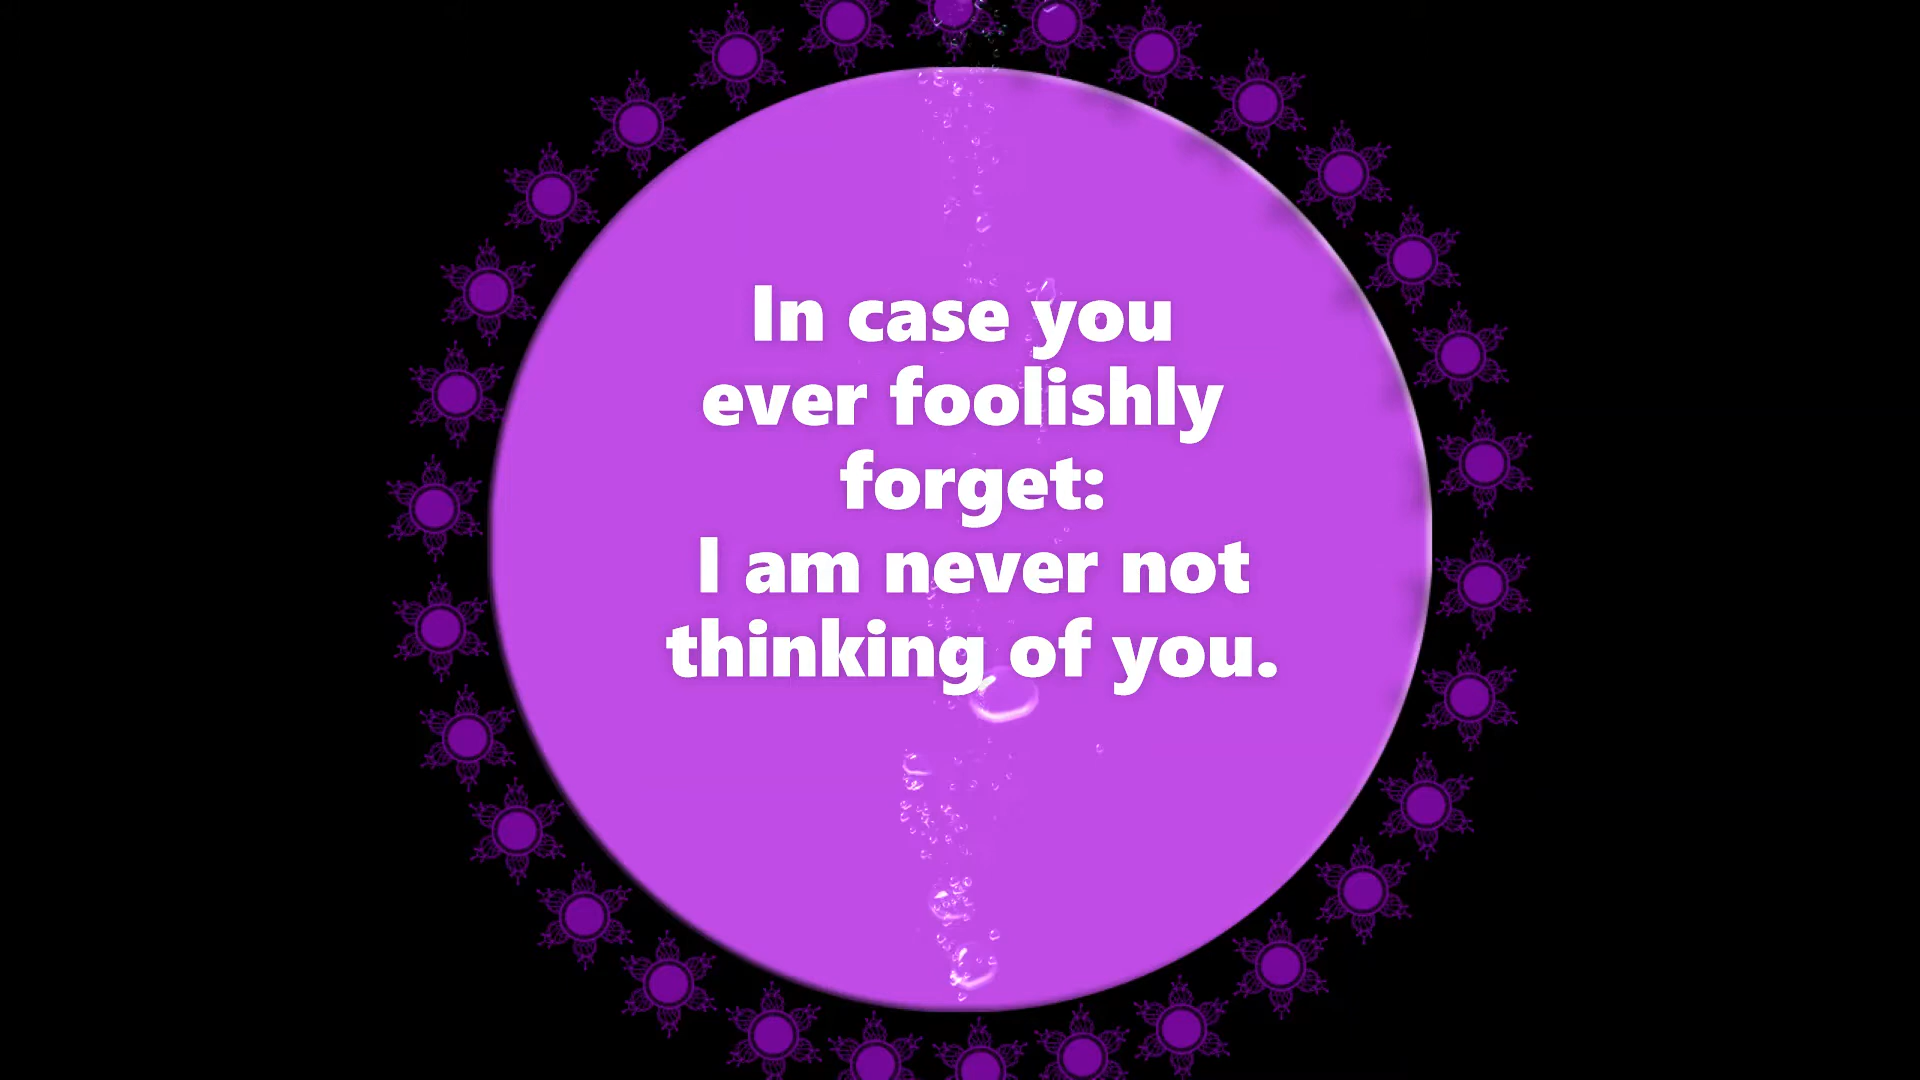 In case you
ever foolishly
forget:
I am never not
thinking of you.